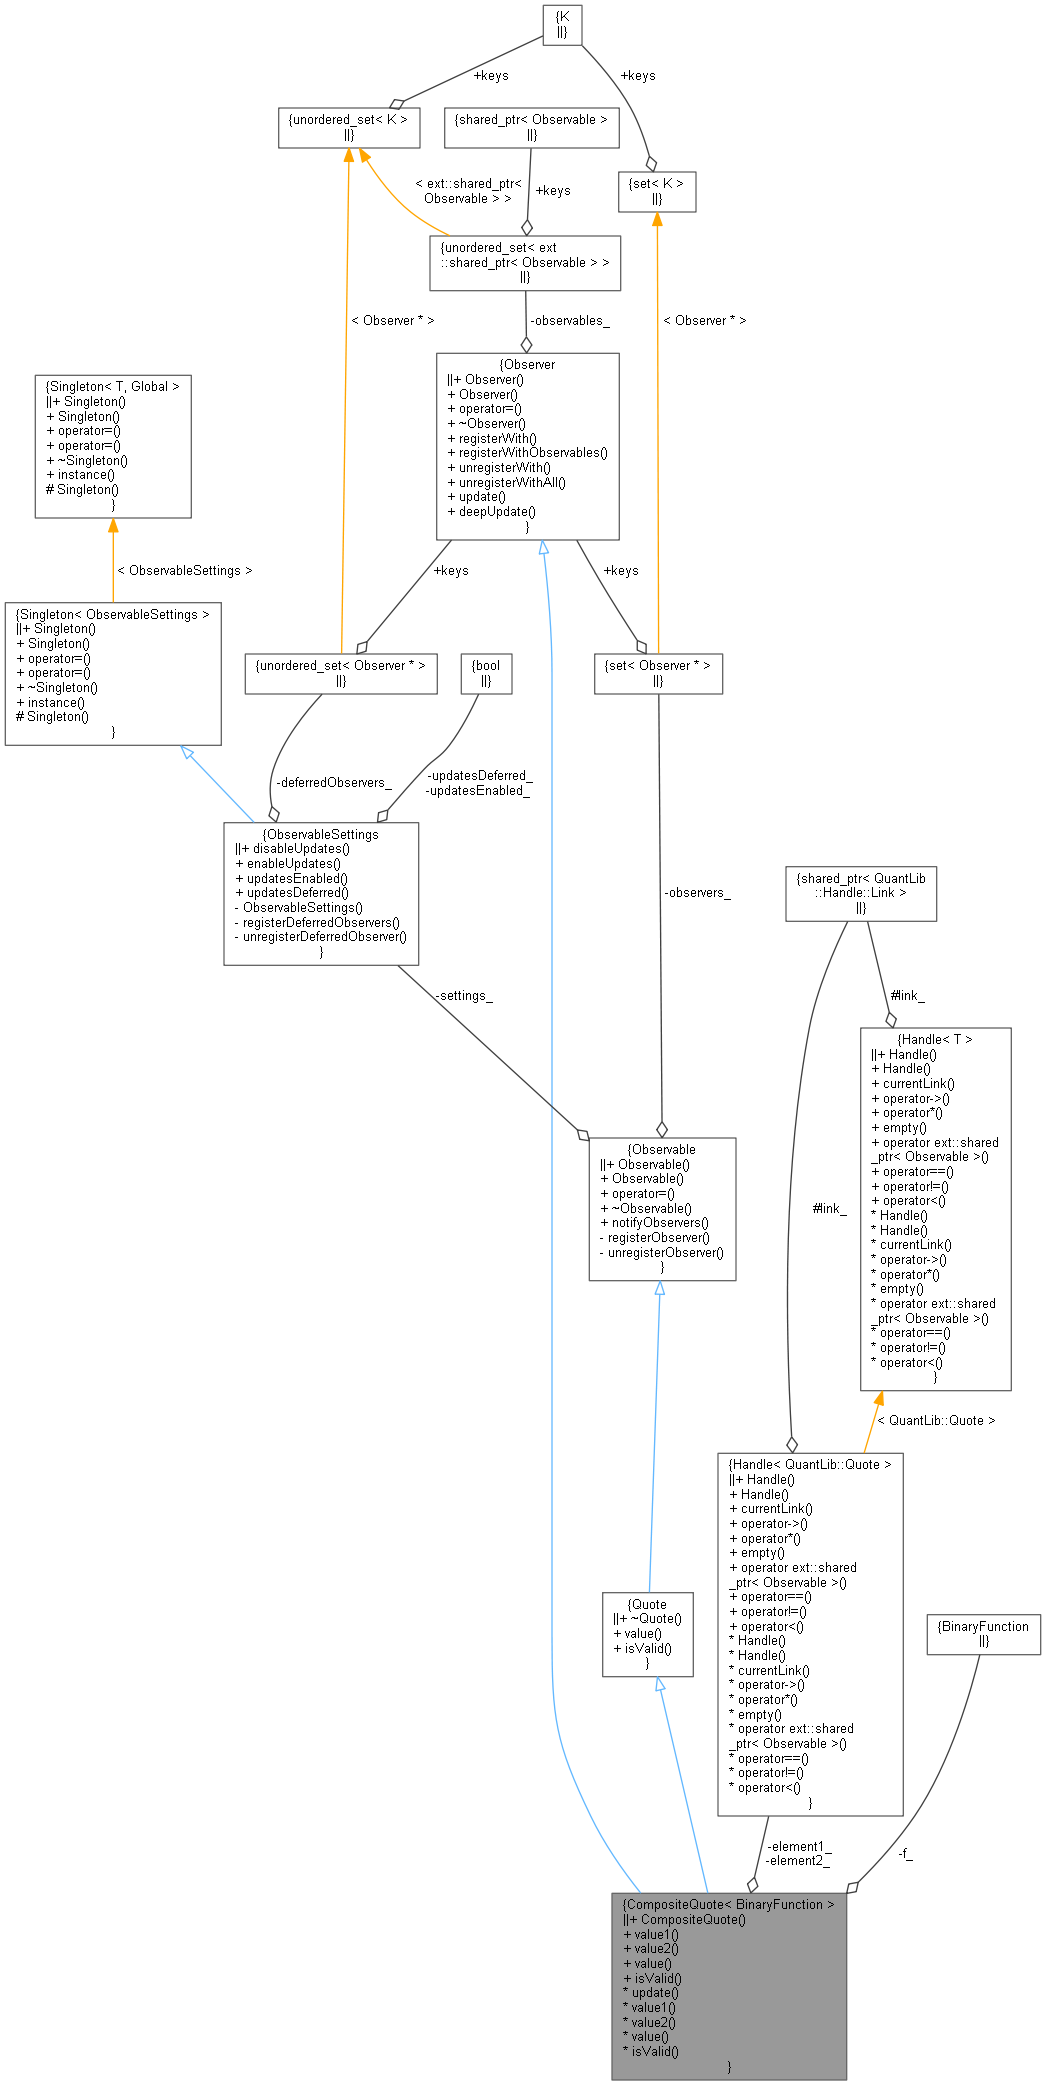 {K
||}
+keys
+keys
{unordered_set< K >
||}
{shared_ptr< Observable >
||}
{set< K >
||}
< ext::shared_ptr<
Observable > >
+keys
{unordered_set< ext
::shared_ptr< Observable > >
||}
< Observer * >
-observables_
< Observer * >
{Observer
||+ Observer()
+ Observer()
+ operator=()
+ ~Observer()
+ registerWith()
+ registerWithObservables()
+ unregisterWith()
+ unregisterWithAll()
+ update()
+ deepUpdate()
}
{Singleton< T, Global >
||+ Singleton()
+ Singleton()
+ operator=()
+ operator=()
+ ~Singleton()
+ instance()
# Singleton()
}
< ObservableSettings >
+keys
+keys
{Singleton< ObservableSettings >
||+ Singleton()
+ Singleton()
+ operator=()
+ operator=()
+ ~Singleton()
+ instance()
# Singleton()
}
{unordered_set< Observer * >
||}
{bool
||}
{set< Observer * >
||}
-deferredObservers_
-updatesDeferred_
-updatesEnabled_
{ObservableSettings
||+ disableUpdates()
+ enableUpdates()
+ updatesEnabled()
+ updatesDeferred()
- ObservableSettings()
- registerDeferredObservers()
- unregisterDeferredObserver()
}
-observers_
{shared_ptr< QuantLib
::Handle::Link >
||}
-settings_
#link_
{Handle< T >
||+ Handle()
+ Handle()
+ currentLink()
+ operator->()
+ operator*()
+ empty()
+ operator ext::shared
_ptr< Observable >()
+ operator==()
+ operator!=()
+ operator<()
* Handle()
* Handle()
* currentLink()
* operator->()
* operator*()
* empty()
* operator ext::shared
_ptr< Observable >()
* operator==()
* operator!=()
* operator<()
}
{Observable
||+ Observable()
+ Observable()
+ operator=()
+ ~Observable()
+ notifyObservers()
- registerObserver()
- unregisterObserver()
}
#link_
< QuantLib::Quote >
{Handle< QuantLib::Quote >
||+ Handle()
+ Handle()
+ currentLink()
+ operator->()
+ operator*()
+ empty()
+ operator ext::shared
_ptr< Observable >()
+ operator==()
+ operator!=()
+ operator<()
* Handle()
* Handle()
* currentLink()
* operator->()
* operator*()
* empty()
* operator ext::shared
_ptr< Observable >()
* operator==()
* operator!=()
* operator<()
}
{Quote
||+ ~Quote()
+ value()
+ isValid()
}
{BinaryFunction
||}
-element1_
-element2_
-f_
{CompositeQuote< BinaryFunction >
||+ CompositeQuote()
+ value1()
+ value2()
+ value()
+ isValid()
* update()
* value1()
* value2()
* value()
* isValid()
}